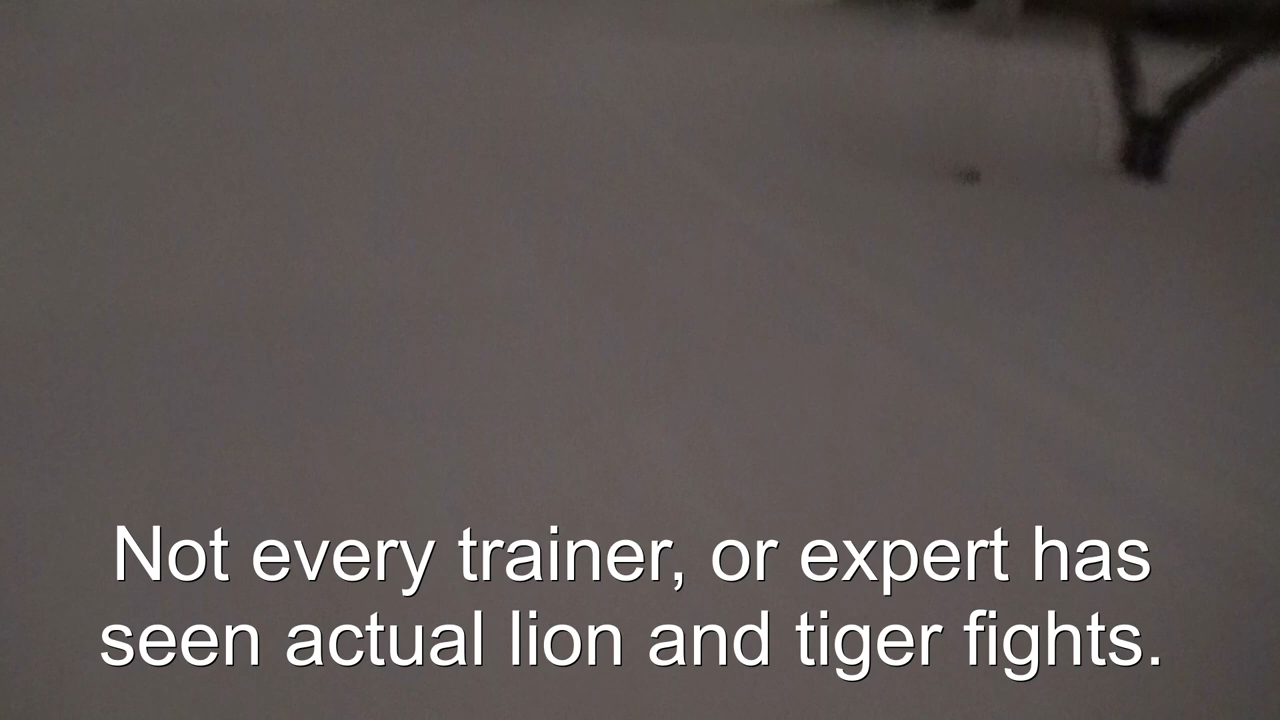 Not every trainer, or expert has
seen actual lion and tiger fights.